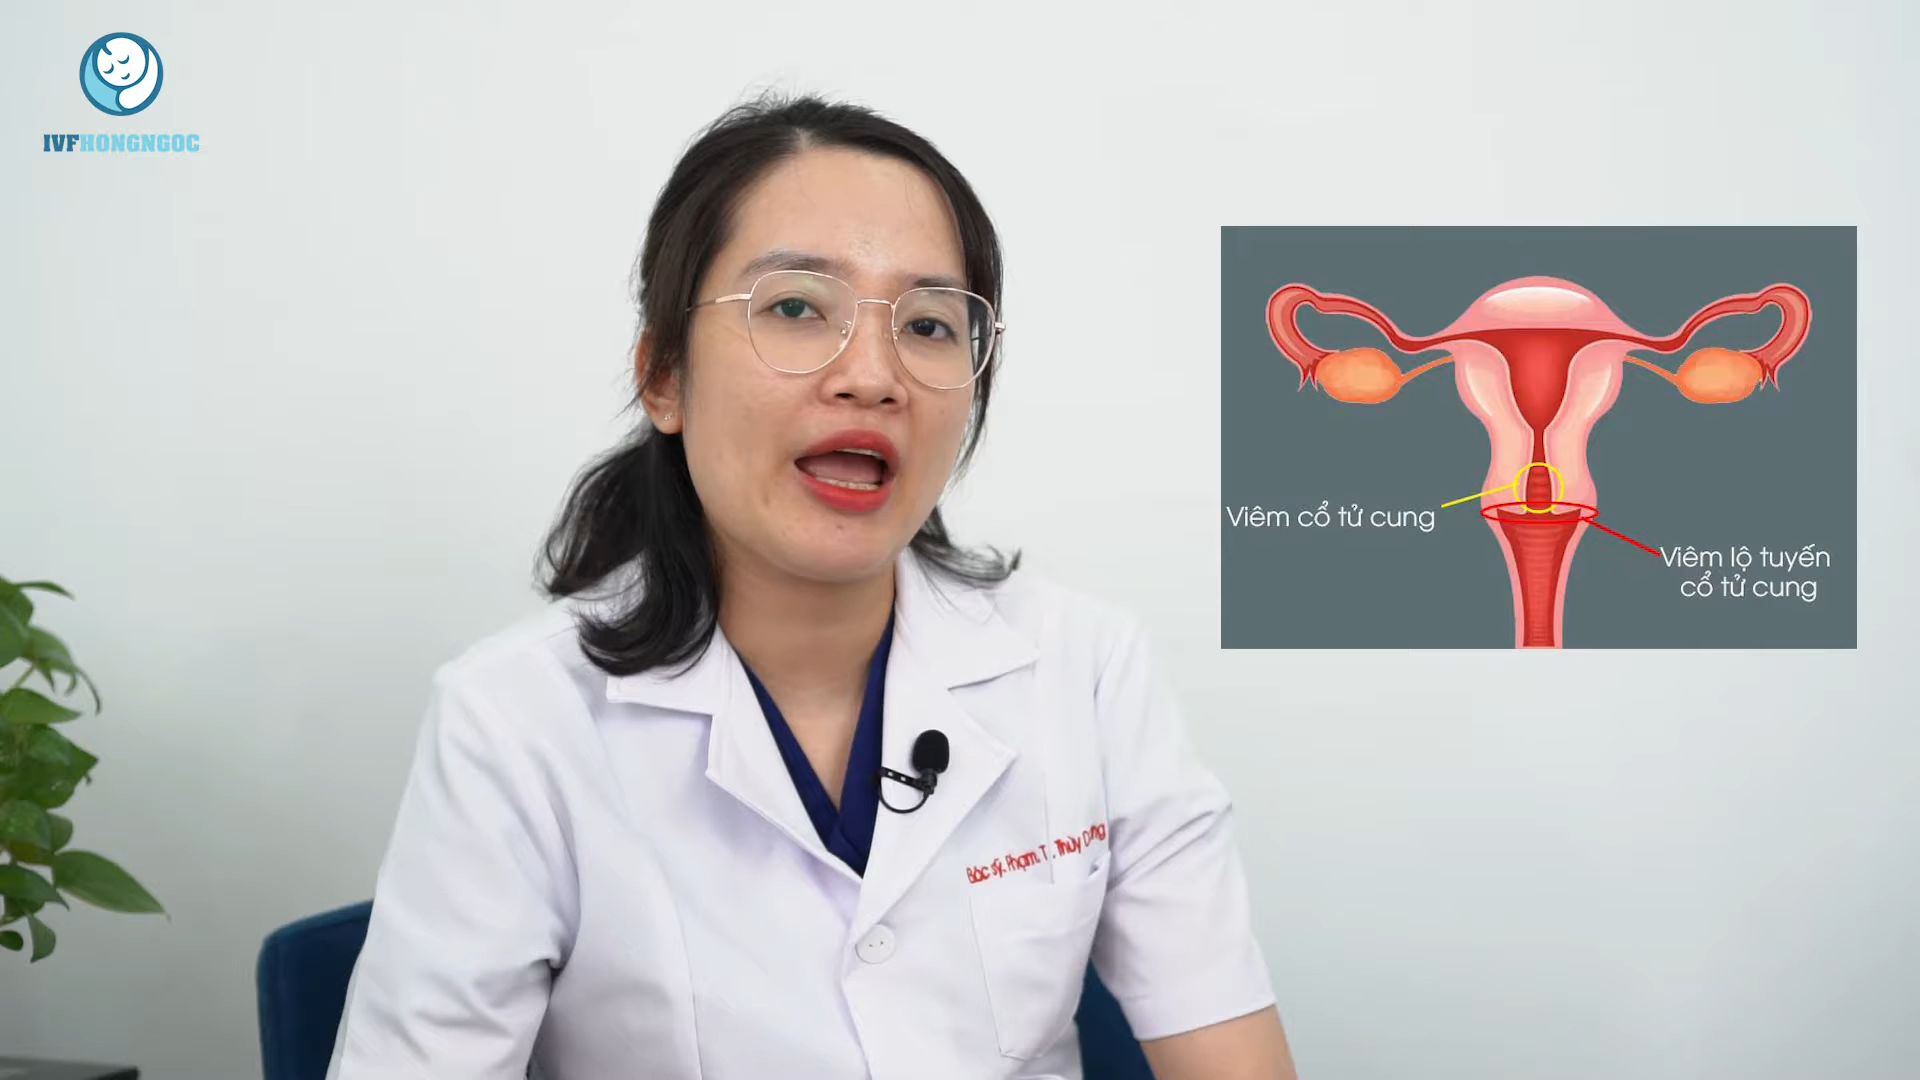 IVFHONGNGOC
Viêm cổ tử cung
Viêm lộ tuyến
cổ tử cung
Bác sỹ. Phạm. T . Thùy D